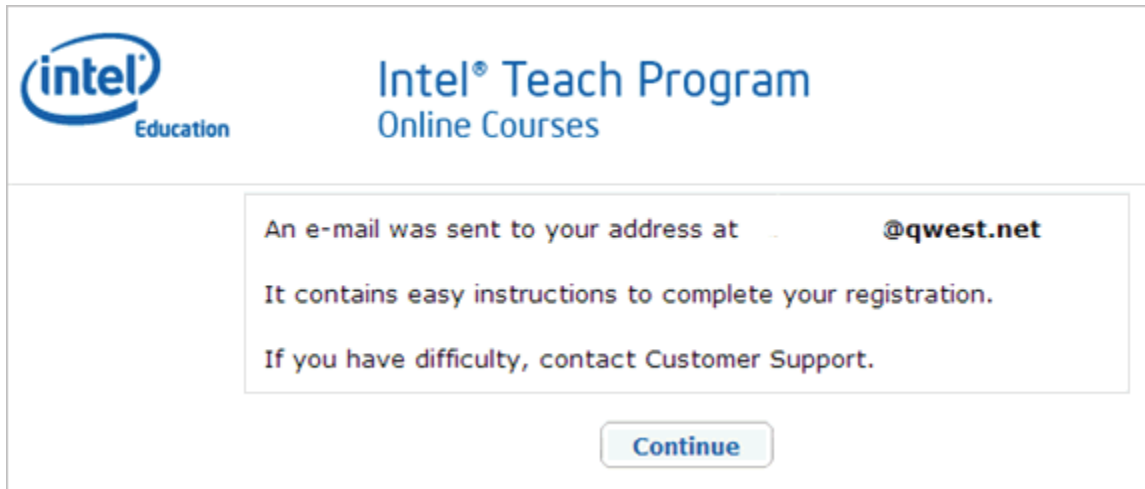 intel
Education
Intel® Teach Program
Online Courses
An e-mail was sent to your address at @qwest.net
It contains easy instructions to complete your registration.
If you have difficulty, contact Customer Support.
Continue